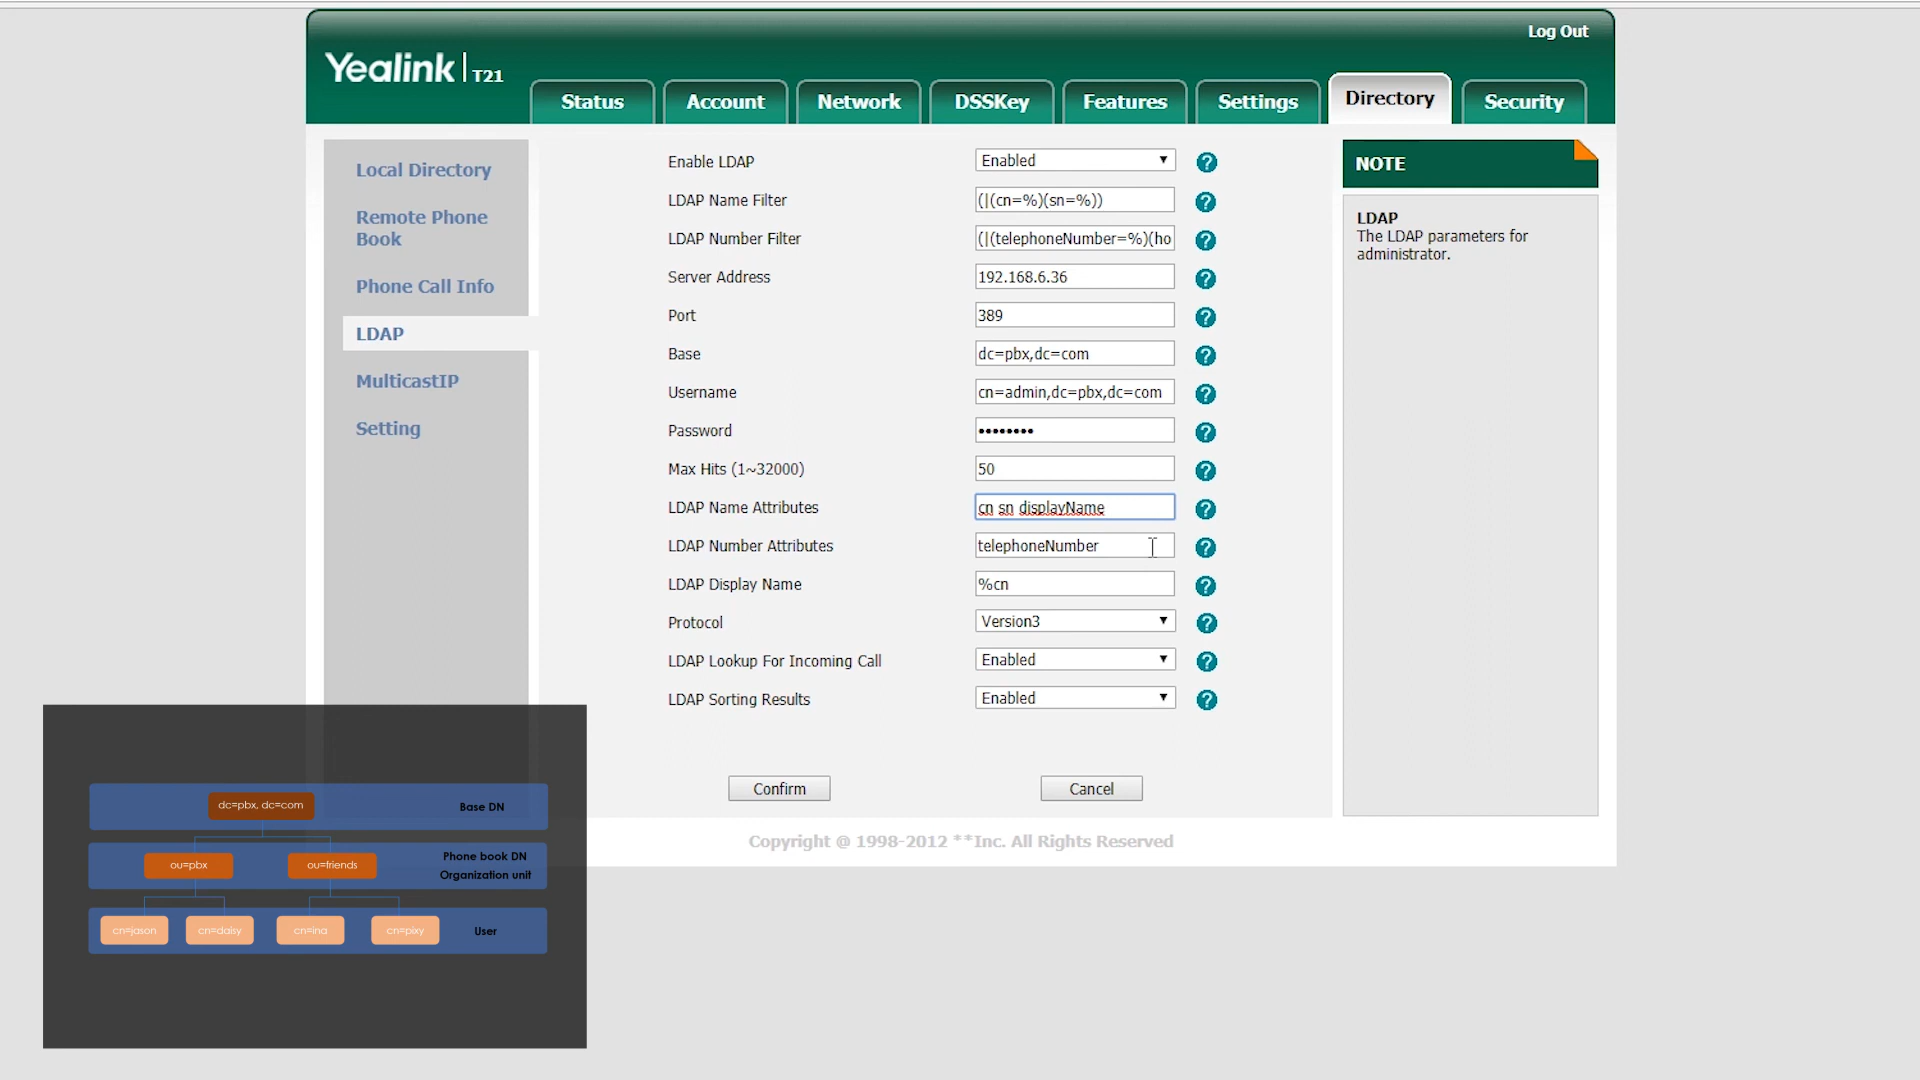 Log Out
Yealink T21
Status
Account
Network
DSSKey
Features
Settings
Directory
Security
Local Directory
Remote Phone
Book
Phone Call Info
LDAP
MulticastIP
Setting
Enable LDAP
Enabled
LDAP Name Filter
(|(cn=%)(sn=%))
LDAP Number Filter
(|(telephoneNumber=%)(ho
Server Address
192.168.6.36
Port
389
Base
dc=pbx,dc=com
Username
cn=admin,dc=pbx,dc=com
Password
••••••••
Max Hits (1~32000)
50
LDAP Name Attributes
cn sn displayName
LDAP Number Attributes
telephoneNumber
LDAP Display Name
%cn
Protocol
Version3
LDAP Lookup For Incoming Call
Enabled
LDAP Sorting Results
Enabled
Confirm
Cancel
NOTE
LDAP
The LDAP parameters for
administrator.
Copyright @ 1998-2012 **Inc. All Rights Reserved
dc=pbx, dc=com
Base DN
ou=pbx
ou=friends
Phone book DN
Organization unit
cn=jason
cn=daisy
cn=ina
cn=pixy
User